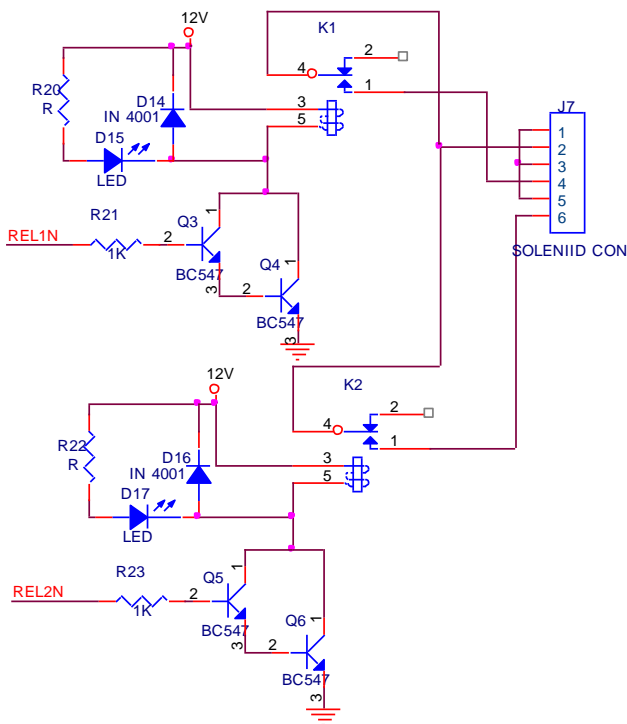 12V
K1
2
4
1
R20
R
D14
IN 4001
3
5
D15
LED
J7
1
2
3
4
5
6
SOLENIID CON
R21
1K
REL1N
2
Q3
1
BC547
3
Q4
1
2
BC547
3
12V
K2
2
4
1
R22
R
D16
IN 4001
3
5
D17
LED
R23
1K
REL2N
2
Q5
1
BC547
3
Q6
1
2
BC547
3